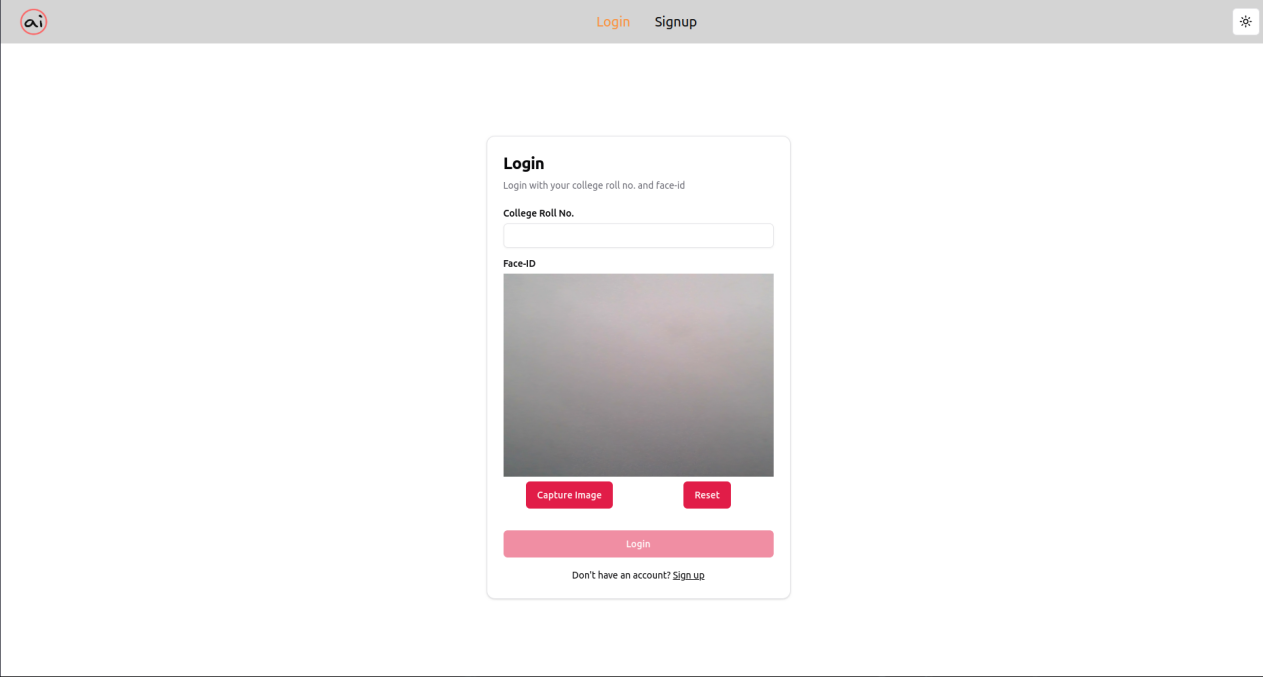 ai
Login Signup
Login
Login with your college roll no. and face-id
College Roll No.
Face-ID
Capture Image Reset
Login
Don't have an account? Sign up